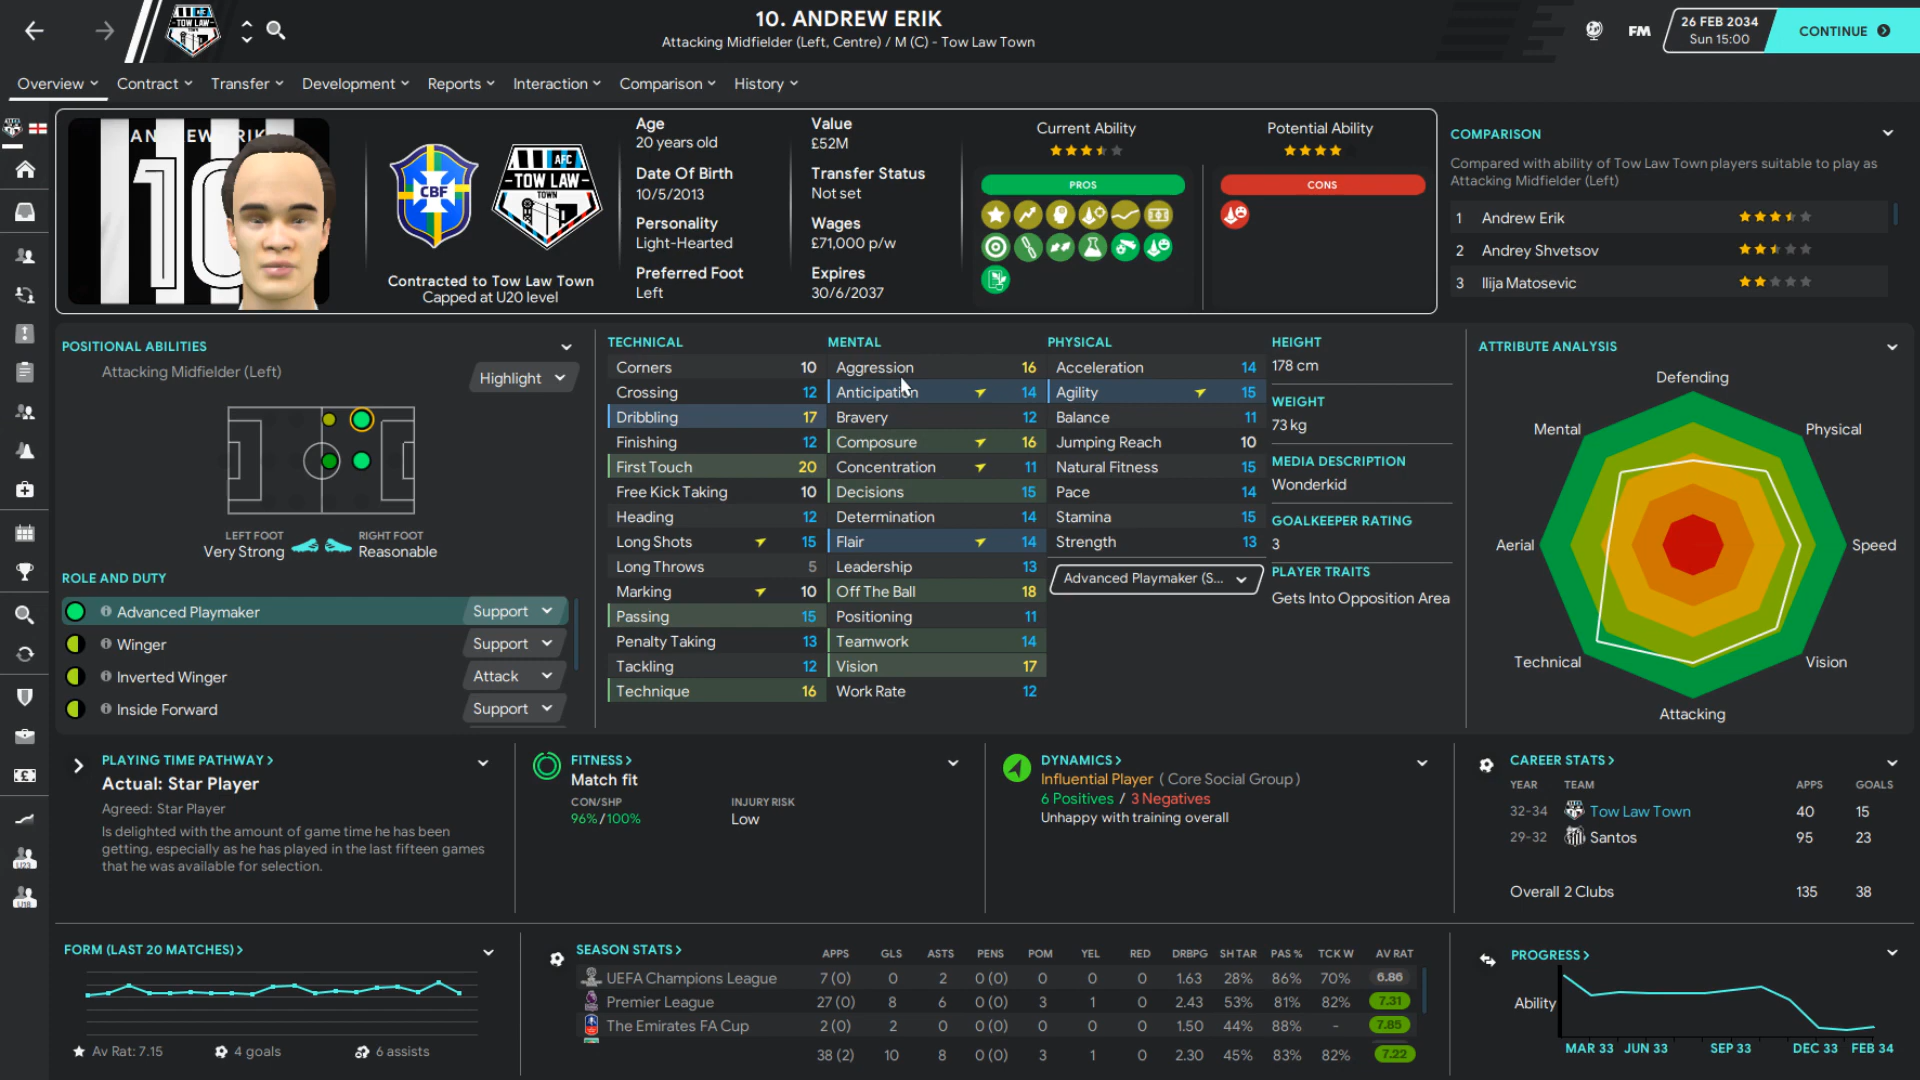 10. ANDREW ERIK
Attacking Midfielder (Left, Centre) / M (C) - Tow Law Town
FM
26 FEB 2034
Sun 15:00
CONTINUE
Overview
Contract
Transfer
Development
Reports
Interaction
Comparison
History
10
CBF
AFC
TOW LAW
TOWN
Contracted to Tow Law Town
Capped at U20 level
Age
20 years old
Date Of Birth
10/5/2013
Personality
Light-Hearted
Preferred Foot
Left
Value
£52M
Transfer Status
Not set
Wages
£71,000 p/w
Expires
30/6/2037
Current Ability
PROS
Potential Ability
CONS
COMPARISON
Compared with ability of Tow Law Town players suitable to play as
Attacking Midfielder (Left)
1 Andrew Erik
2 Andrey Shvetsov
3 Ilija Matosevic
POSITIONAL ABILITIES
Attacking Midfielder (Left)
Highlight
LEFT FOOT
Very Strong
RIGHT FOOT
Reasonable
ROLE AND DUTY
Advanced Playmaker Support
Winger Support
Inverted Winger Attack
Inside Forward Support
TECHNICAL
Corners 10
Crossing 12
Dribbling 17
Finishing 12
First Touch 20
Free Kick Taking 10
Heading 12
Long Shots 15
Long Throws 5
Marking 10
Passing 15
Penalty Taking 13
Tackling 12
Technique 16
MENTAL
Aggression 16
Anticipation 14
Bravery 12
Composure 16
Concentration 11
Decisions 15
Determination 14
Flair 14
Leadership 13
Off The Ball 18
Positioning 11
Teamwork 14
Vision 17
Work Rate 12
PHYSICAL
Acceleration 14
Agility 15
Balance 11
Jumping Reach 10
Natural Fitness 15
Pace 14
Stamina 15
Strength 13
Advanced Playmaker (S...
HEIGHT
178 cm
WEIGHT
73 kg
MEDIA DESCRIPTION
Wonderkid
GOALKEEPER RATING
3
PLAYER TRAITS
Gets Into Opposition Area
ATTRIBUTE ANALYSIS
Defending
Mental
Physical
Aerial
Speed
Technical
Vision
Attacking
PLAYING TIME PATHWAY >
Actual: Star Player
Agreed: Star Player
Is delighted with the amount of game time he has been
getting, especially as he has played in the last fifteen games
that he was available for selection.
FITNESS >
Match fit
CON/SHP
96% / 100%
INJURY RISK
Low
DYNAMICS >
Influential Player ( Core Social Group )
6 Positives / 3 Negatives
Unhappy with training overall
CAREER STATS >
YEAR TEAM APPS GOALS
32-34 Tow Law Town 40 15
29-32 Santos 95 23
Overall 2 Clubs 135 38
FORM (LAST 20 MATCHES) >
Av Rat: 7.15
4 goals
6 assists
SEASON STATS >
APPS GLS ASTS PENS POM YEL RED DRBPG SH TAR PAS % TCK W AV RAT
UEFA Champions League 7 (0) 0 2 0 (0) 0 0 0 1.63 28% 86% 70% 6.86
Premier League 27 (0) 8 6 0 (0) 3 1 0 2.43 53% 81% 82% 7.31
The Emirates FA Cup 2 (0) 2 0 0 (0) 0 0 0 1.50 44% 88% - 7.85
38 (2) 10 8 0 (0) 3 1 0 2.30 45% 83% 82% 7.22
PROGRESS >
Ability
MAR 33 JUN 33 SEP 33 DEC 33 FEB 34
U23
U18